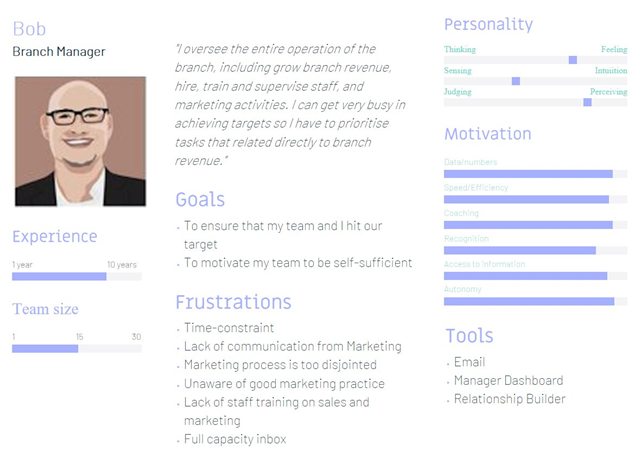 Bob
Branch Manager
Experience
1 year 10 years
Team size
1 15 30
"I oversee the entire operation of the
branch, including grow branch revenue,
hire, train and supervise staff, and
marketing activities. I can get very busy in
achieving targets so I have to prioritise
tasks that related directly to branch
revenue."
Goals
To ensure that my team and I hit our
target
To motivate my team to be self-sufficient
Frustrations
Time-constraint
Lack of communication from Marketing
Marketing process is too disjointed
Unaware of good marketing practice
Lack of staff training on sales and
marketing
Full capacity inbox
Personality
Thinking Feeling
Sensing Intuition
Judging Perceiving
Motivation
Data/numbers
Speed/Efficiency
Coaching
Recognition
Access to information
Autonomy
Tools
Email
Manager Dashboard
Relationship Builder